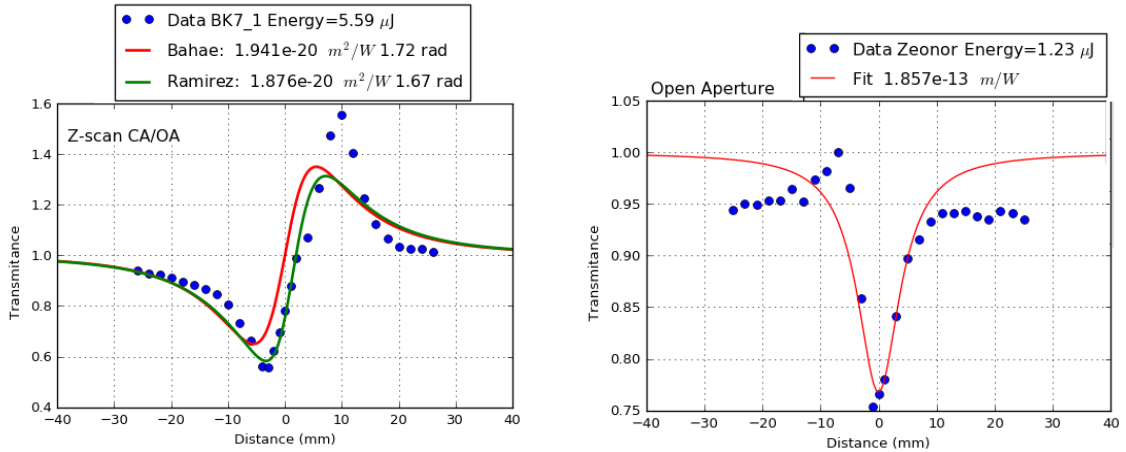 Data BK7_1 Energy=5.59 μJ
Bahae: 1.941e-20 m²/W 1.72 rad
Ramirez: 1.876e-20 m²/W 1.67 rad
Z-scan CA/OA
1.6
1.4
1.2
1.0
0.8
0.6
0.4
Transmitance
−40 −30 −20 −10 0 10 20 30 40
Distance (mm)
Data Zeonor Energy=1.23 μJ
Fit 1.857e-13 m/W
Open Aperture
1.05
1.00
0.95
0.90
0.85
0.80
0.75
Transmitance
−40 −30 −20 −10 0 10 20 30 40
Distance (mm)